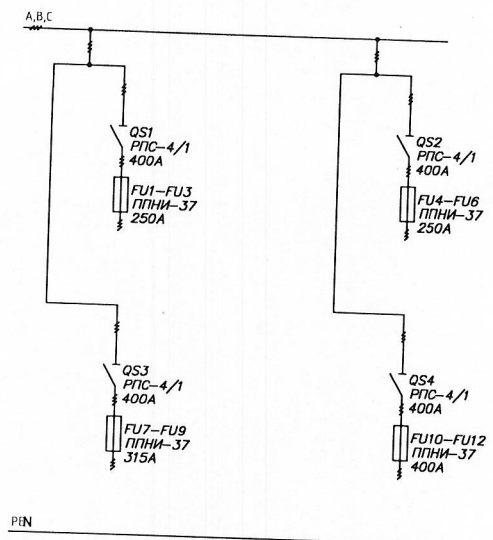 A,B,C
QS1
РПС-4/1
400А
FU1-FU3
ППНИ-37
250А
QS2
РПС-4/1
400А
FU4-FU6
ППНИ-37
250А
QS3
РПС-4/1
400А
FU7-FU9
ППНИ-37
315А
QS4
РПС-4/1
400А
FU10-FU12
ППНИ-37
400А
PEN